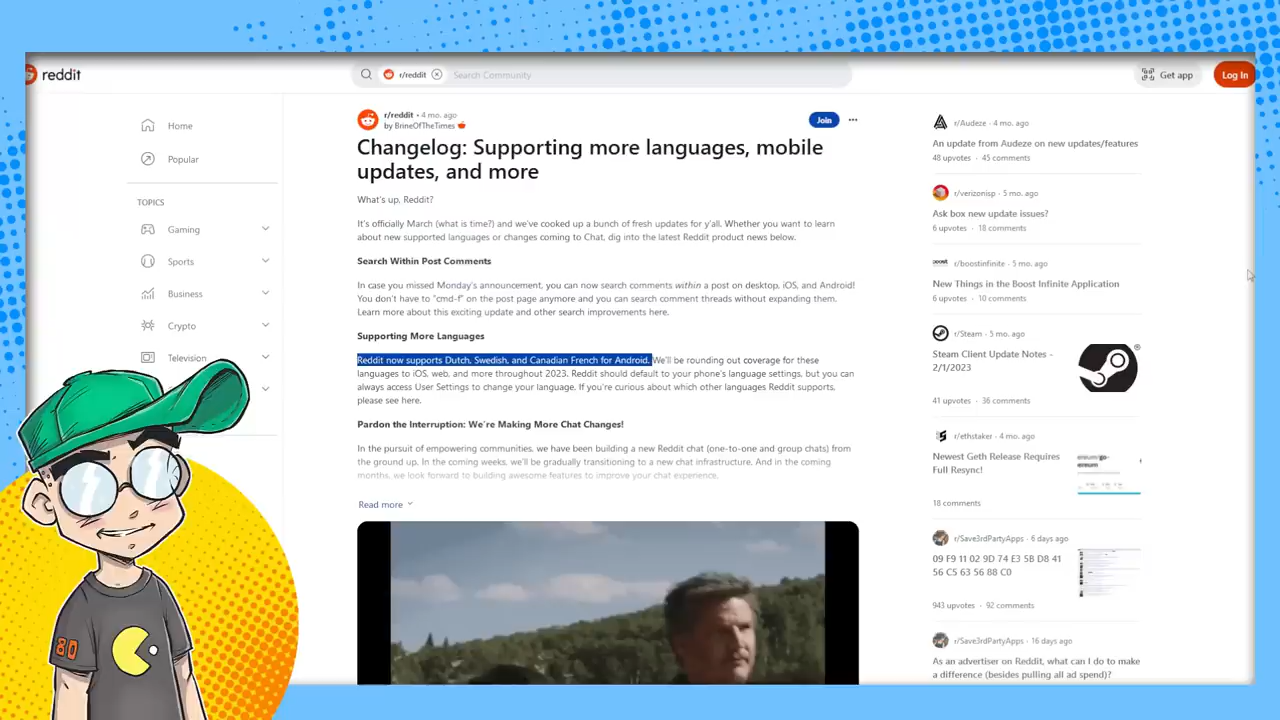 reddit
r/reddit
Search Community
Get app
Log In
Home
Popular
TOPICS
Gaming
Sports
Business
Crypto
Television
r/reddit • 4 mo. ago
by BrineOfTheTimes
Join
Changelog: Supporting more languages, mobile
updates, and more
What's up, Reddit?
It's officially March (what is time?) and we've cooked up a bunch of fresh updates for y'all. Whether you want to learn
about new supported languages or changes coming to Chat, dig into the latest Reddit product news below.
Search Within Post Comments
In case you missed Monday's announcement, you can now search comments within a post on desktop, iOS, and Android!
You don't have to "cmd-f" on the post page anymore and you can search comment threads without expanding them.
Learn more about this exciting update and other search improvements here.
Supporting More Languages
Reddit now supports Dutch, Swedish, and Canadian French for Android. We'll be rounding out coverage for these
languages to iOS, web, and more throughout 2023. Reddit should default to your phone's language settings, but you can
always access User Settings to change your language. If you're curious about which other languages Reddit supports,
please see here.
Pardon the Interruption: We're Making More Chat Changes!
In the pursuit of empowering communities, we have been building a new Reddit chat (one-to-one and group chats) from
the ground up. In the coming weeks, we'll be gradually transitioning to a new chat infrastructure. And in the coming
months, we look forward to building awesome features to improve your chat experience.
Read more
r/Audeze • 4 mo. ago
An update from Audeze on new updates/features
48 upvotes • 45 comments
r/verizonisp • 5 mo. ago
Ask box new update issues?
6 upvotes • 18 comments
boost
r/boostinfinite • 5 mo. ago
New Things in the Boost Infinite Application
6 upvotes • 10 comments
r/Steam • 5 mo. ago
Steam Client Update Notes -
2/1/2023
41 upvotes • 36 comments
r/ethstaker • 4 mo. ago
Newest Geth Release Requires
Full Resync!
18 comments
r/Save3rdPartyApps • 6 days ago
09 F9 11 02 9D 74 E3 5B D8 41
56 C5 63 56 88 C0
943 upvotes • 92 comments
r/Save3rdPartyApps • 16 days ago
As an advertiser on Reddit, what can I do to make
a difference (besides pulling all ad spend)?
80